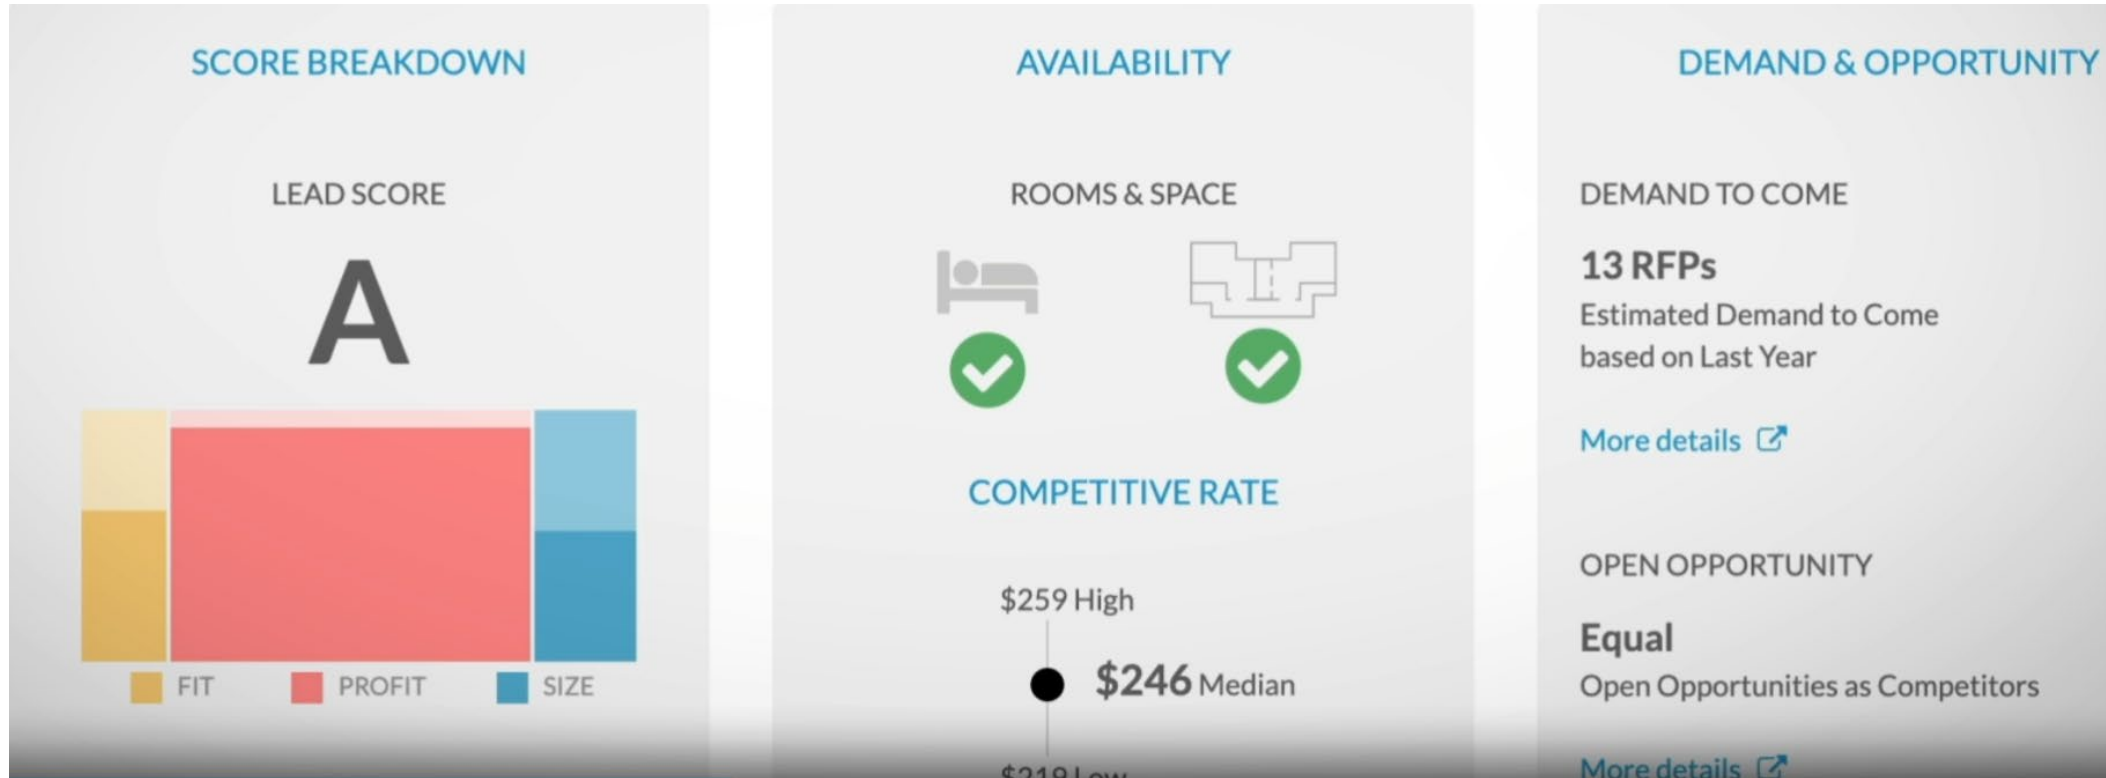 SCORE BREAKDOWN
LEAD SCORE
A
FIT
PROFIT
SIZE
AVAILABILITY
ROOMS & SPACE
COMPETITIVE RATE
$259 High
$246 Median
$219 Low
DEMAND & OPPORTUNITY
DEMAND TO COME
13 RFPs
Estimated Demand to Come
based on Last Year
More details
OPEN OPPORTUNITY
Equal
Open Opportunities as Competitors
More details